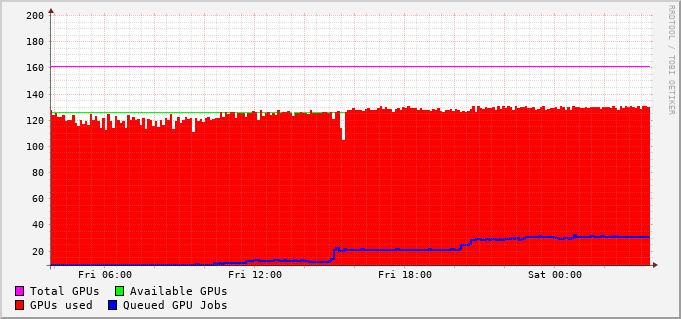 200
180
160
140
120
100
80
60
40
20
Fri 06:00 Fri 12:00 Fri 18:00 Sat 00:00
Total GPUs Available GPUs
GPUs used Queued GPU Jobs
RRDTOOL / TOBI OETIKER